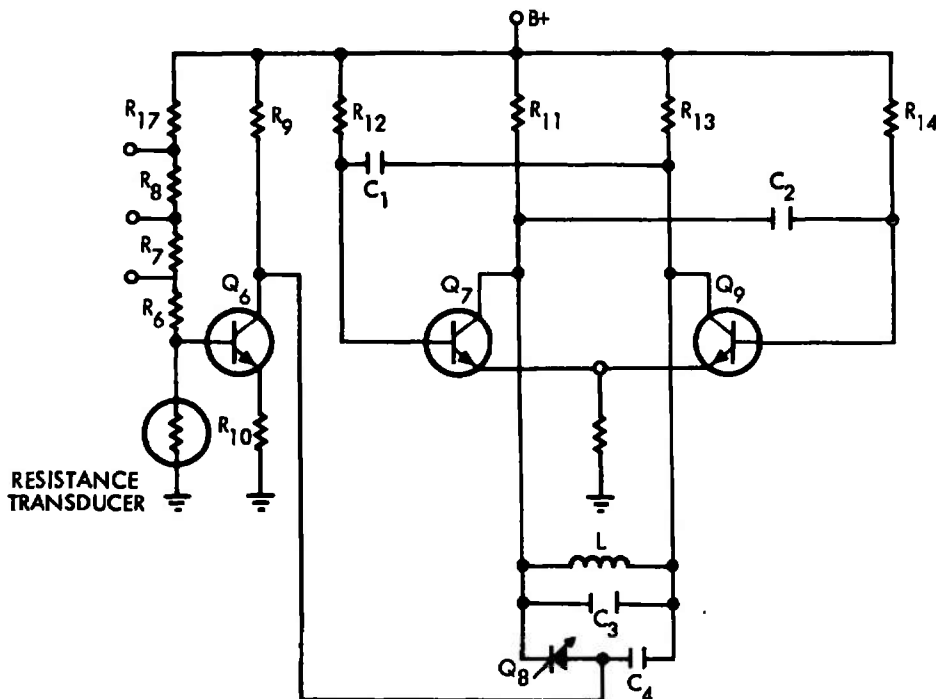 B+
R17
R9
R12
R11
R13
R14
R8
C1
C2
R7
R6
Q6
Q7
Q9
R10
RESISTANCE
TRANSDUCER
L
C3
Q8
C4